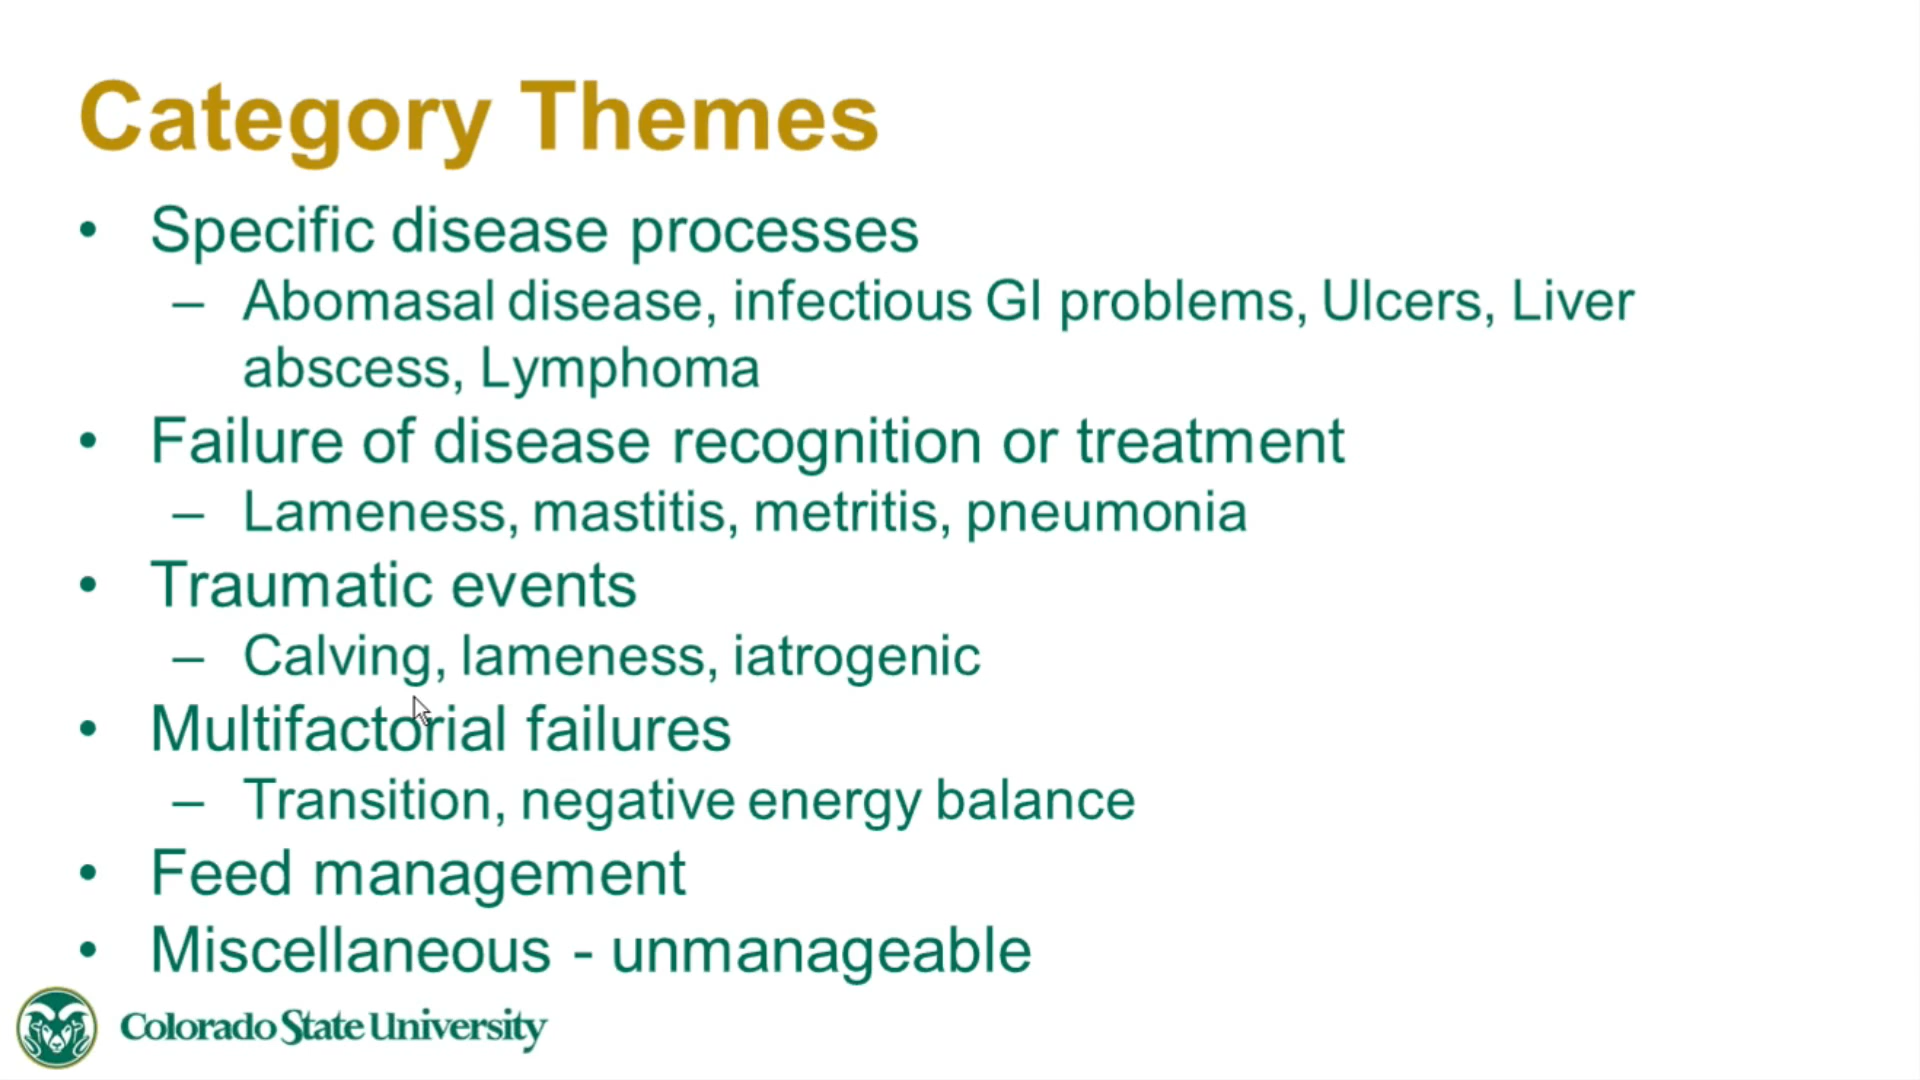 Category Themes
• Specific disease processes
– Abomasal disease, infectious GI problems, Ulcers, Liver
abscess, Lymphoma
• Failure of disease recognition or treatment
– Lameness, mastitis, metritis, pneumonia
• Traumatic events
– Calving, lameness, iatrogenic
• Multifactorial failures
– Transition, negative energy balance
• Feed management
• Miscellaneous - unmanageable
Colorado State University